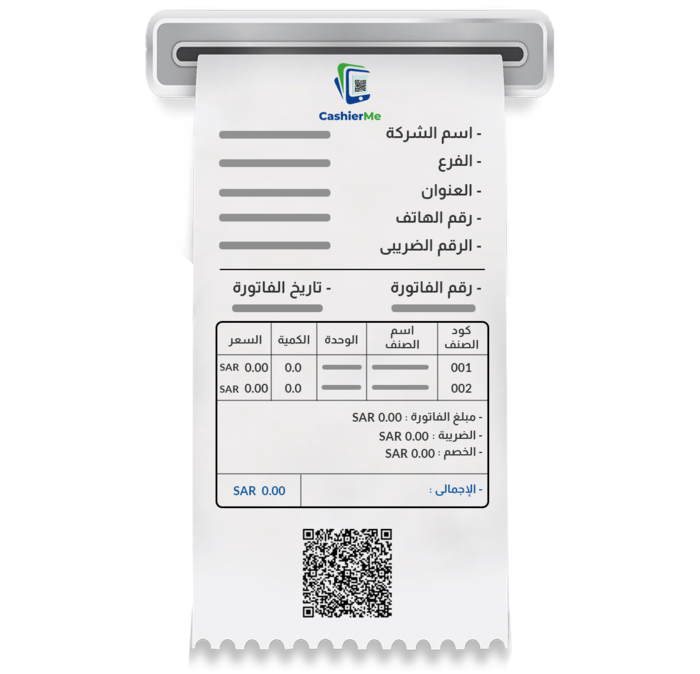 CashierMe
- اسم الشركة
- الفرع
- العنوان
- رقم الهاتف
- الرقم الضريبى
- رقم الفاتورة - تاريخ الفاتورة
كود الصنف اسم الصنف الوحدة الكمية السعر
001 0.0 SAR 0.00
002 0.0 SAR 0.00
- مبلغ الفاتورة : SAR 0.00
- الضريبة : SAR 0.00
- الخصم : SAR 0.00
- الإجمالى : SAR 0.00